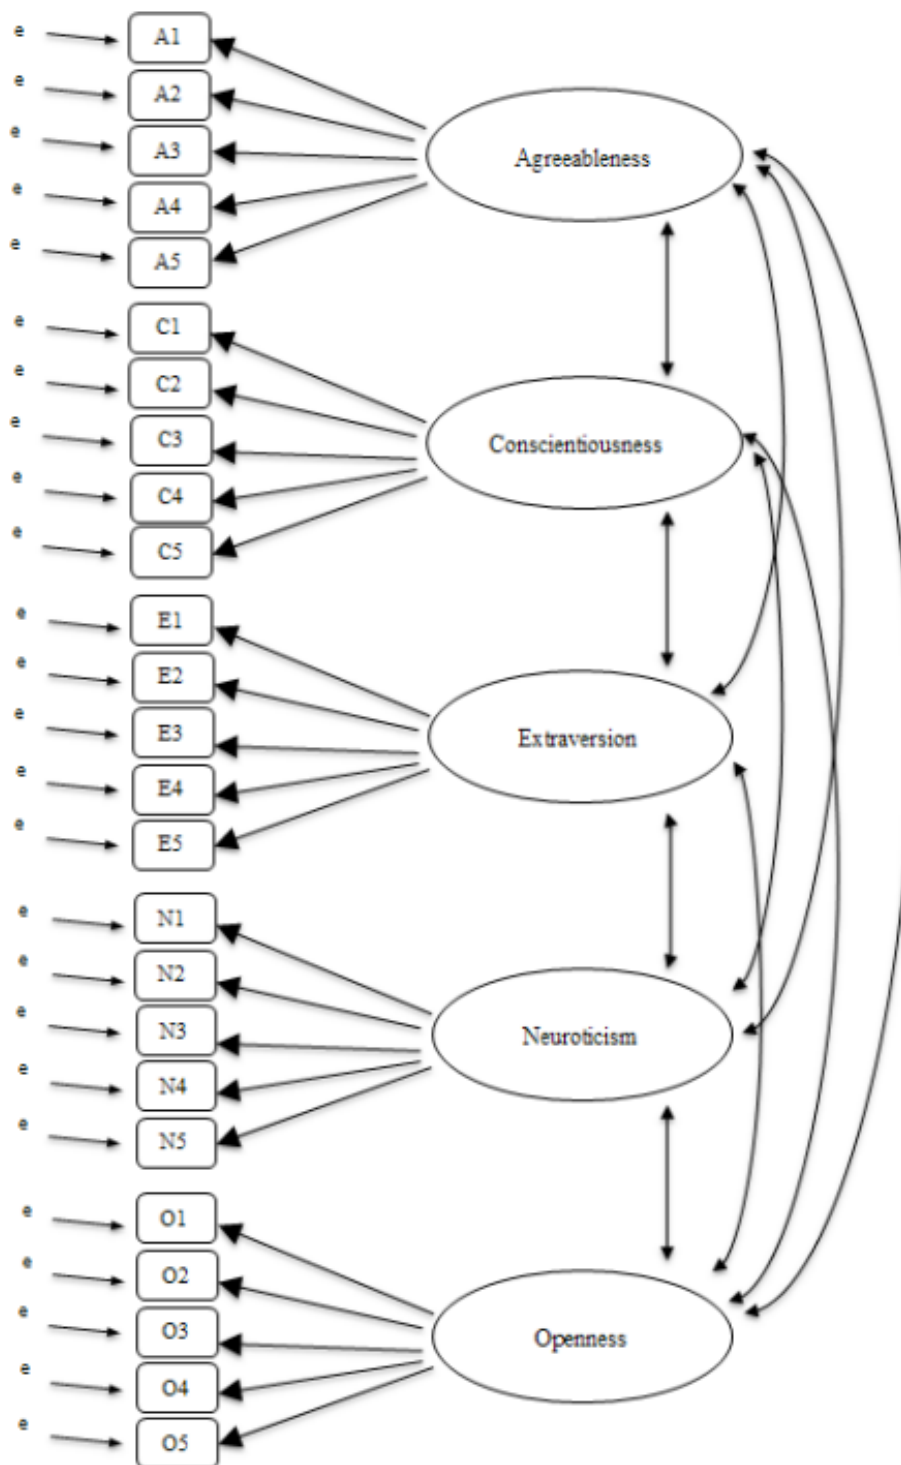 e A1
e A2
Agreeableness
e A3
e A4
e A5
e C1
e C2
e C3
Conscientiousness
e C4
e C5
e E1
e E2
e E3
Extraversion
e E4
e E5
e N1
e N2
e N3
Neuroticism
e N4
e N5
e O1
e O2
e O3
Openness
e O4
e O5